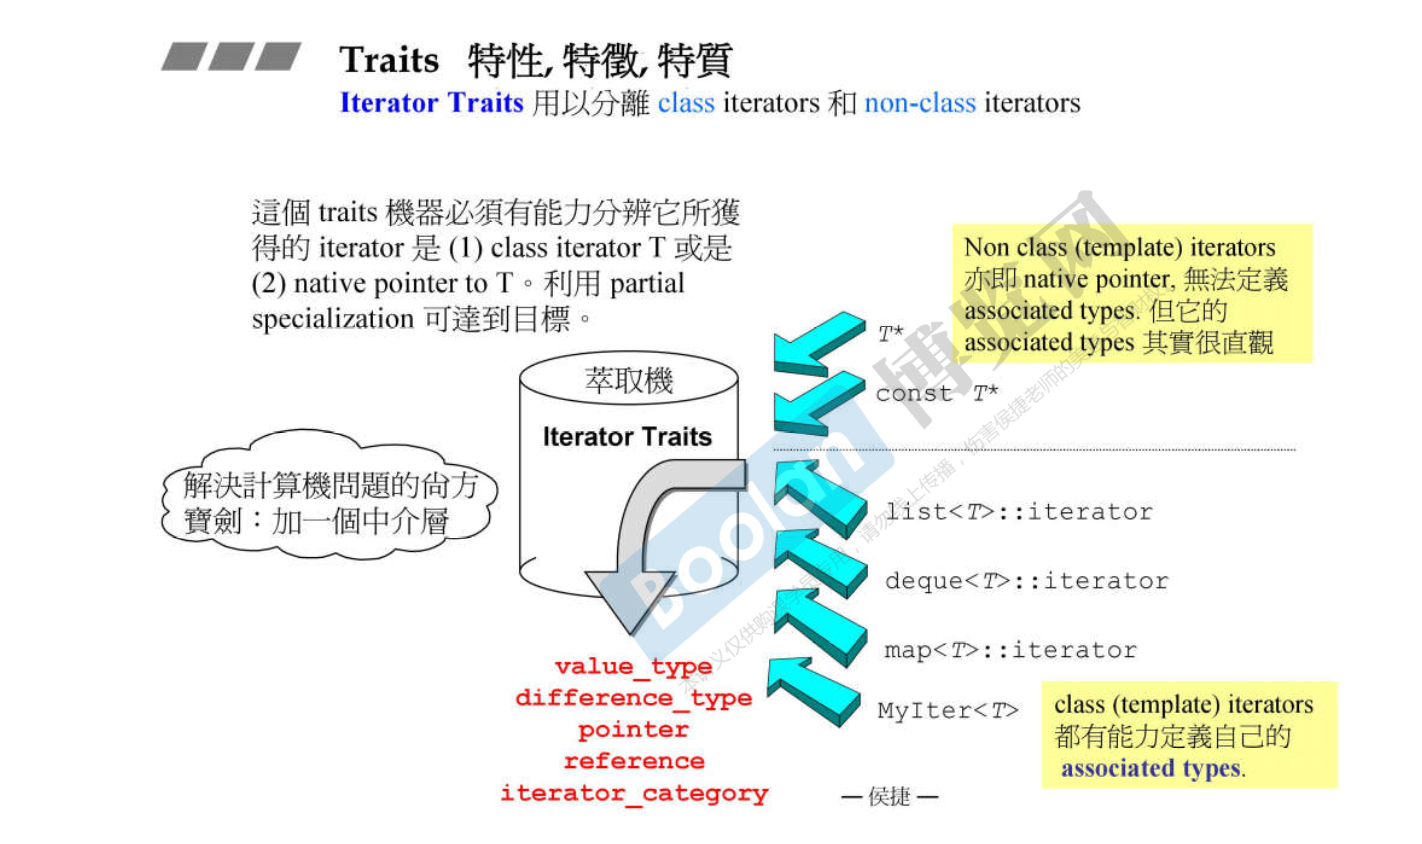 Traits 特性, 特徵, 特質
Iterator Traits 用以分離 class iterators 和 non-class iterators
這個 traits 機器必須有能力分辨它所獲
得的 iterator 是 (1) class iterator T 或是
(2) native pointer to T。利用 partial
specialization 可達到目標。
Non class (template) iterators
亦即 native pointer, 無法定義
associated types. 但它的
associated types 其實很直觀
T*
const T*
萃取機
Iterator Traits
解決計算機問題的尚方
寶劍：加一個中介層
list<T>::iterator
deque<T>::iterator
map<T>::iterator
MyIter<T>
value_type
difference_type
pointer
reference
iterator_category
class (template) iterators
都有能力定義自己的
associated types.
— 侯捷 —
Boolan
博览网